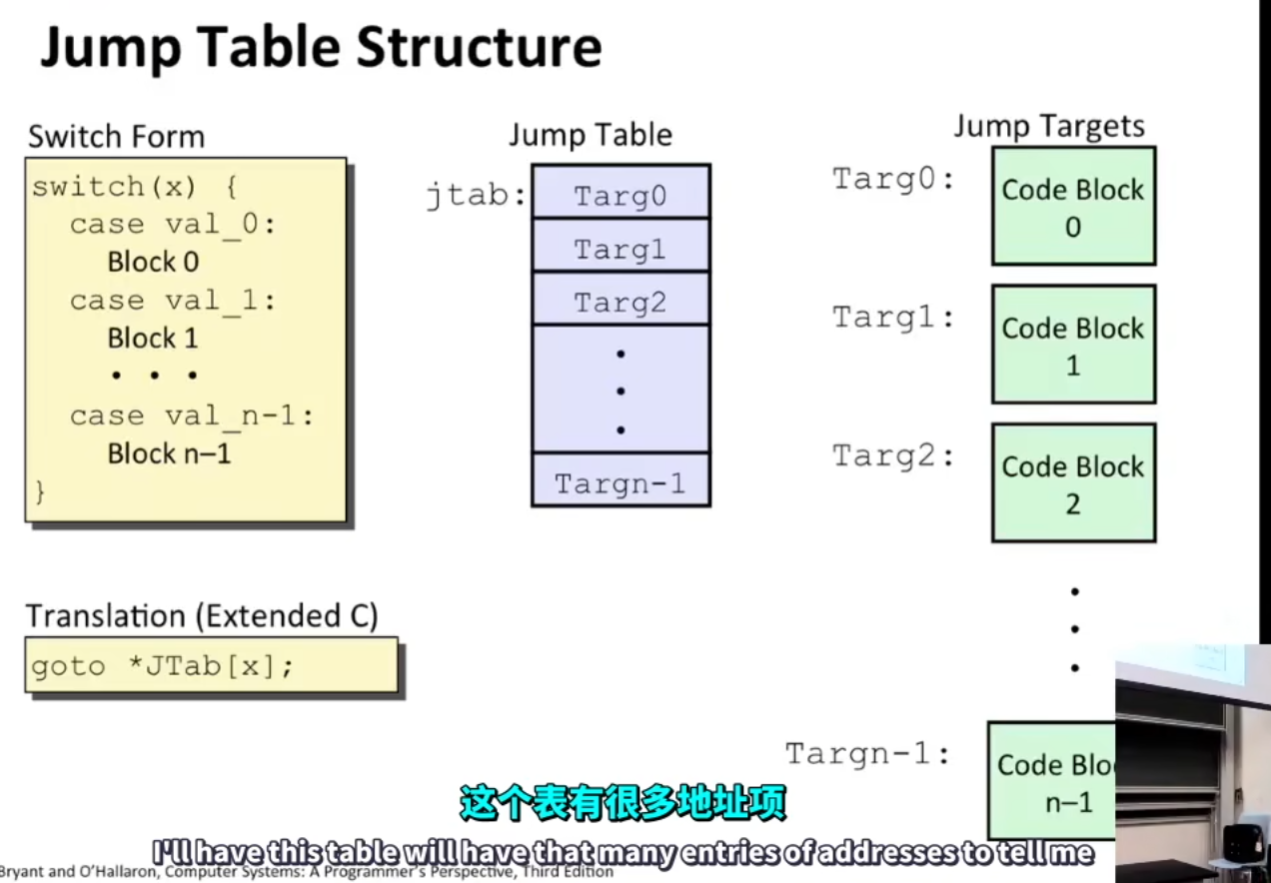 Jump Table Structure
Switch Form
switch(x) {
case val_0:
Block 0
case val_1:
Block 1
• • •
case val_n-1:
Block n–1
}
Translation (Extended C)
goto *JTab[x];
Jump Table
jtab:
Targ0
Targ1
Targ2
•
•
•
Targn-1
Jump Targets
Targ0:
Code Block
0
Targ1:
Code Block
1
Targ2:
Code Block
2
•
•
•
Targn-1:
Code Blo
n–1
这个表有很多地址项
I'll have this table will have that many entries of addresses to tell me
Bryant and O'Hallaron, Computer Systems: A Programmer's Perspective, Third Edition